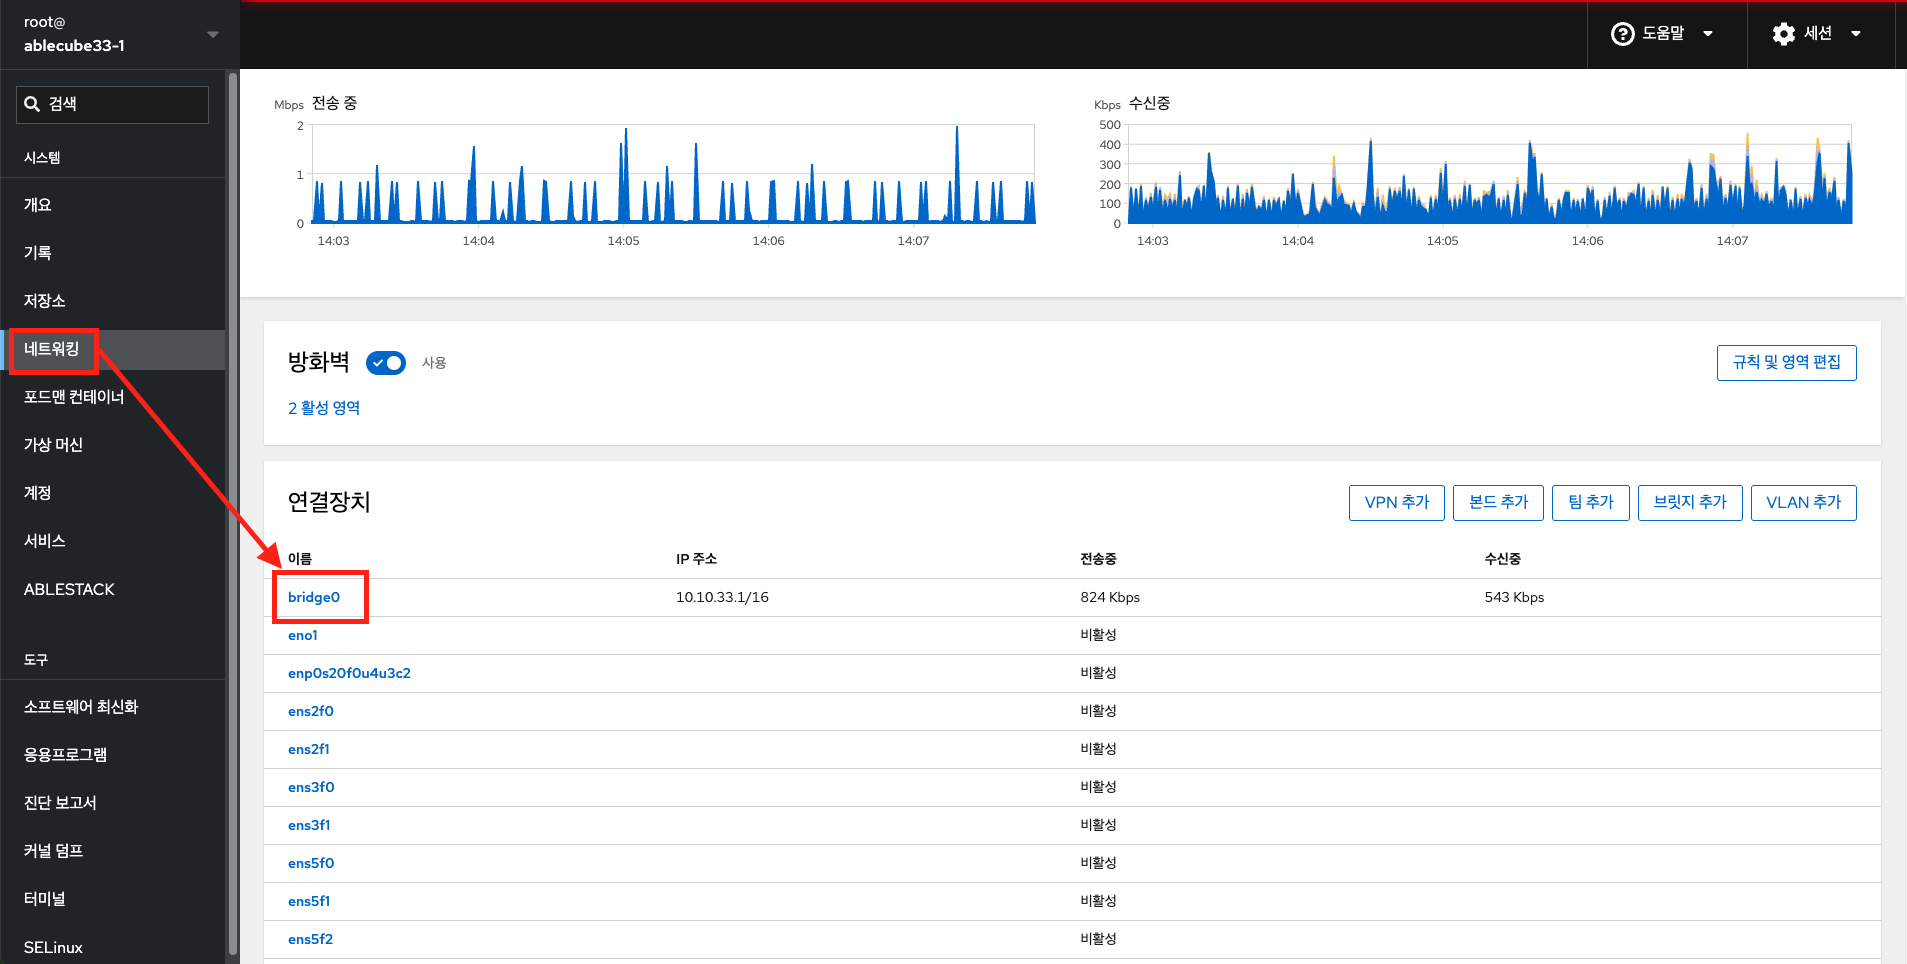 root@
ablecube33-1
도움말
세션
검색
시스템
개요
기록
저장소
네트워킹
포드맨 컨테이너
가상 머신
계정
서비스
ABLESTACK
도구
소프트웨어 최신화
응용프로그램
진단 보고서
커널 덤프
터미널
SELinux
Mbps 전송 중
2
1
0
14:03 14:04 14:05 14:06 14:07
Kbps 수신중
500
400
300
200
100
0
14:03 14:04 14:05 14:06 14:07
방화벽 사용
규칙 및 영역 편집
2 활성 영역
연결장치
VPN 추가 본드 추가 팀 추가 브릿지 추가 VLAN 추가
이름 IP 주소 전송중 수신중
bridge0 10.10.33.1/16 824 Kbps 543 Kbps
eno1 비활성
enp0s20f0u4u3c2 비활성
ens2f0 비활성
ens2f1 비활성
ens3f0 비활성
ens3f1 비활성
ens5f0 비활성
ens5f1 비활성
ens5f2 비활성